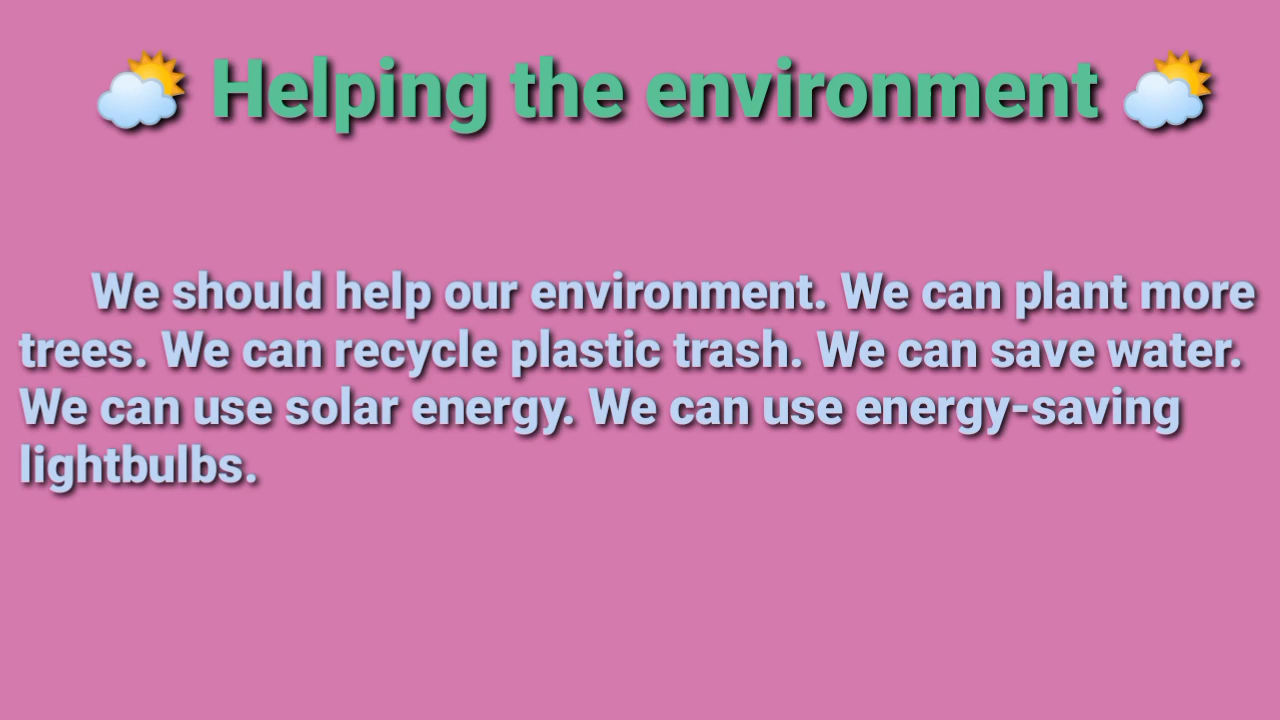 🌥️ Helping the environment 🌥️
We should help our environment. We can plant more
trees. We can recycle plastic trash. We can save water.
We can use solar energy. We can use energy-saving
lightbulbs.